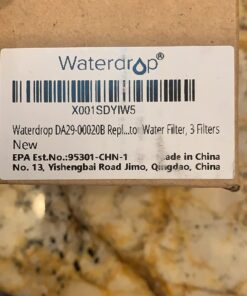 Waterdrop®
X001SDYIW5
Waterdrop DA29-00020B Repl...tor Water Filter, 3 Filters
New
EPA Est.No.:95301-CHN-1 Made in China
No. 13, Yishengbai Road Jimo, Qingdao, China